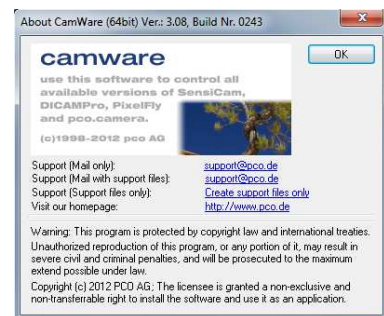 About CamWare (64bit) Ver.: 3.08, Build Nr. 0243
camware
OK
use this software to control all
available versions of SensiCam,
DICAMPro, PixelFly
and pco.camera.
(c)1998-2012 pco AG
Support (Mail only): support@pco.de
Support (Mail with support files): support@pco.de
Support (Support files only): Create support files only
Visit our homepage: http://www.pco.de
Warning: This program is protected by copyright law and international treaties.
Unauthorized reproduction of this program, or any portion of it, may result in
severe civil and criminal penalties, and will be prosecuted to the maximum
extend possible under law.
Copyright (c) 2012 PCO AG; The licensee is granted a non-exclusive and
non-transferrable right to install the software and use it as an application.